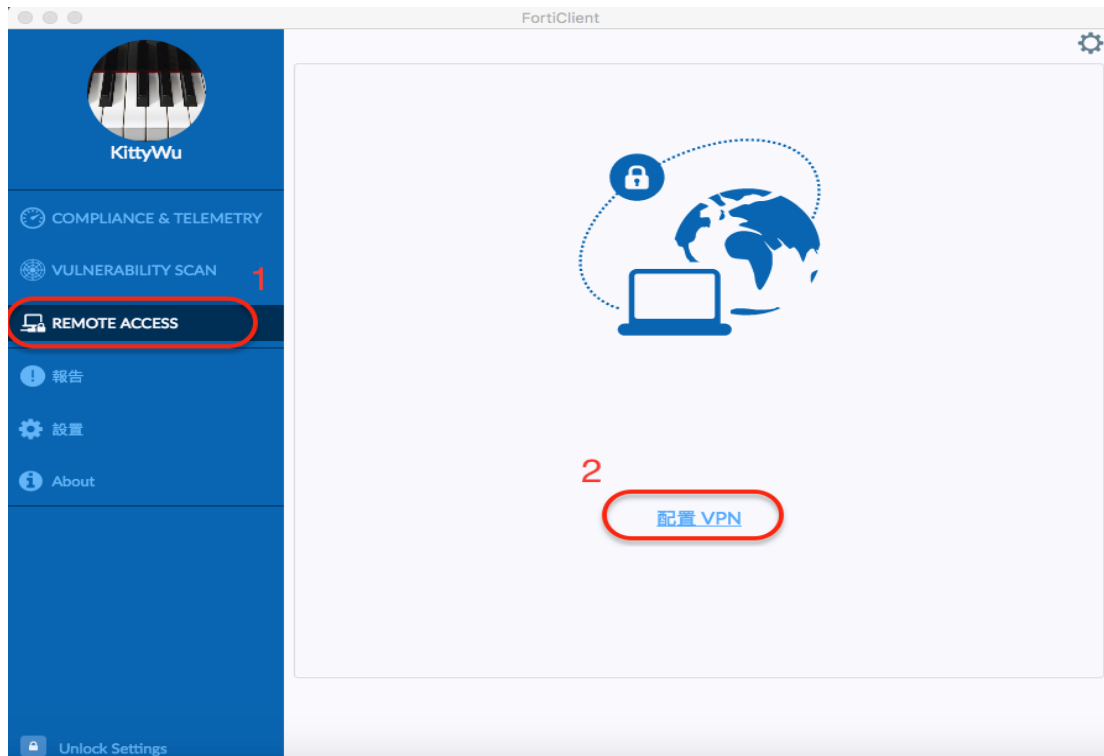 FortiClient
KittyWu
COMPLIANCE & TELEMETRY
VULNERABILITY SCAN
1
REMOTE ACCESS
報告
設置
About
2
配置 VPN
Unlock Settings